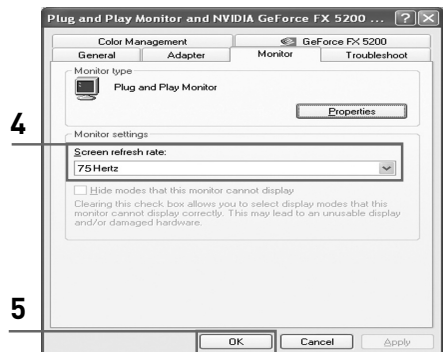 Plug and Play Monitor and NVIDIA GeForce FX 5200 ...
Color Management
GeForce FX 5200
General
Adapter
Monitor
Troubleshoot
Monitor type
Plug and Play Monitor
Properties
4
Monitor settings
Screen refresh rate:
75 Hertz
Hide modes that this monitor cannot display
Clearing this check box allows you to select display modes that this
monitor cannot display correctly. This may lead to an unusable display
and/or damaged hardware.
5
OK
Cancel
Apply